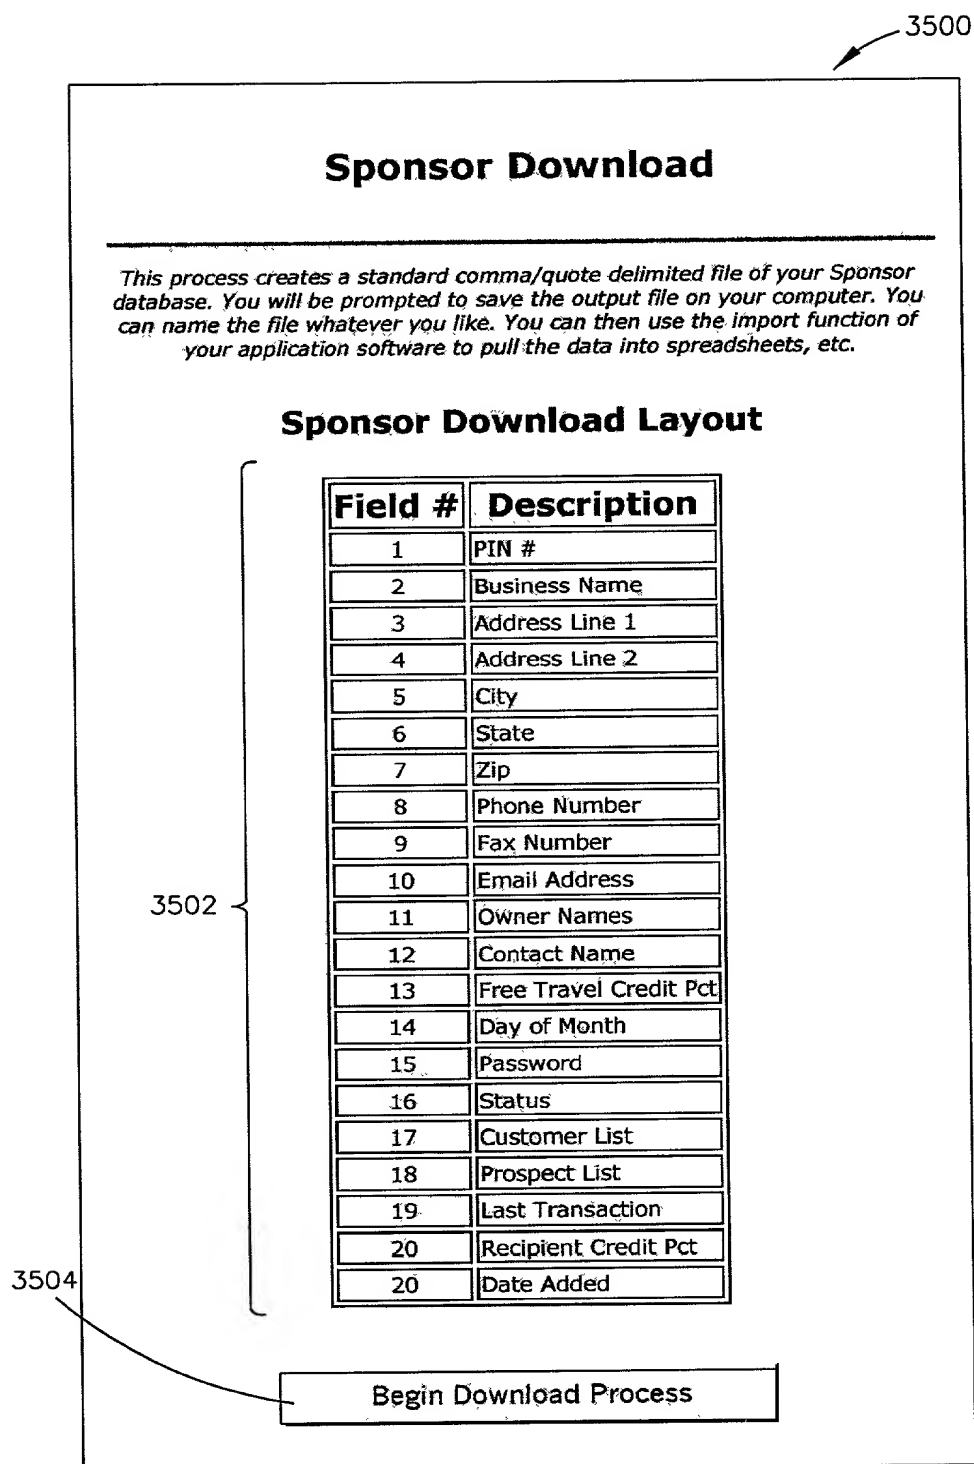 3500
Sponsor Download
This process creates a standard comma/quote delimited file of your Sponsor
database. You will be prompted to save the output file on your computer. You
can name the file whatever you like. You can then use the import function of
your application software to pull the data into spreadsheets, etc.
Sponsor Download Layout
Field # Description
1 PIN #
2 Business Name
3 Address Line 1
4 Address Line 2
5 City
6 State
7 Zip
8 Phone Number
9 Fax Number
10 Email Address
3502
11 Owner Names
12 Contact Name
13 Free Travel Credit Pct
14 Day of Month
15 Password
16 Status
17 Customer List
18 Prospect List
19 Last Transaction
20 Recipient Credit Pct
3504
20 Date Added
Begin Download Process